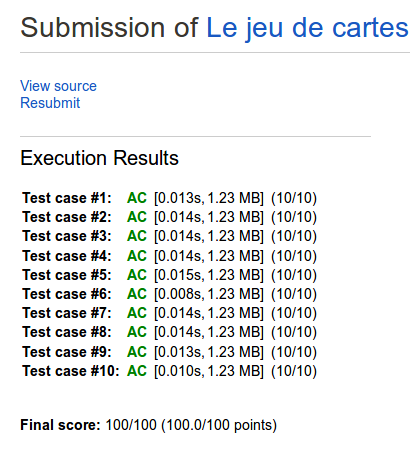 Submission of Le jeu de cartes
View source
Resubmit
Execution Results
Test case #1: AC [0.013s, 1.23 MB] (10/10)
Test case #2: AC [0.014s, 1.23 MB] (10/10)
Test case #3: AC [0.014s, 1.23 MB] (10/10)
Test case #4: AC [0.014s, 1.23 MB] (10/10)
Test case #5: AC [0.015s, 1.23 MB] (10/10)
Test case #6: AC [0.008s, 1.23 MB] (10/10)
Test case #7: AC [0.014s, 1.23 MB] (10/10)
Test case #8: AC [0.014s, 1.23 MB] (10/10)
Test case #9: AC [0.013s, 1.23 MB] (10/10)
Test case #10: AC [0.010s, 1.23 MB] (10/10)
Final score: 100/100 (100.0/100 points)